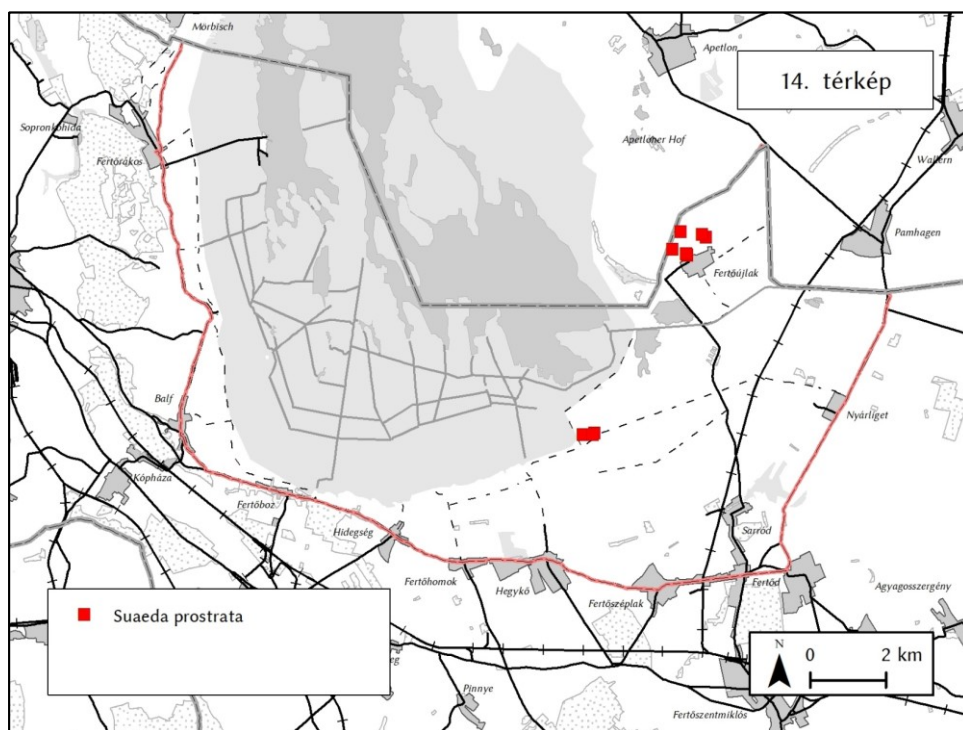 Mörbisch
Apetlon
14. térkép
Sopronkőhida
Fertőrákos
Apetloner Hof
Wallern
Pamhagen
Fertőújlak
Balf
Nyárliget
Kópháza
Fertőboz
Hidegség
Sarród
Fertőhomok
Hegykő
Fertőszéplak
Fertőd
Agyagosszergény
Suaeda prostrata
N
0 2 km
Pinnye
Fertőszentmiklós